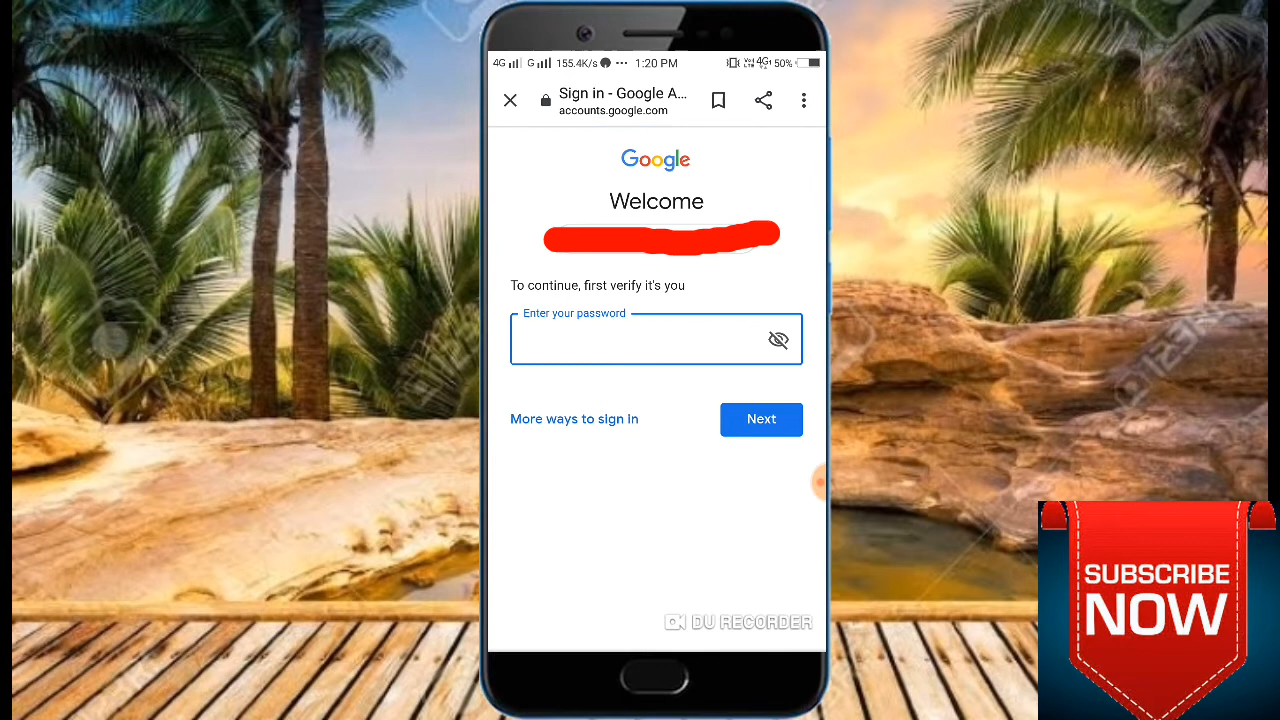 4G G 155.4K/s ••• 1:20 PM 4G+ 50%
Sign in - Google A...
accounts.google.com
Google
Welcome
To continue, first verify it's you
Enter your password
More ways to sign in
Next
DU RECORDER
SUBSCRIBE
NOW